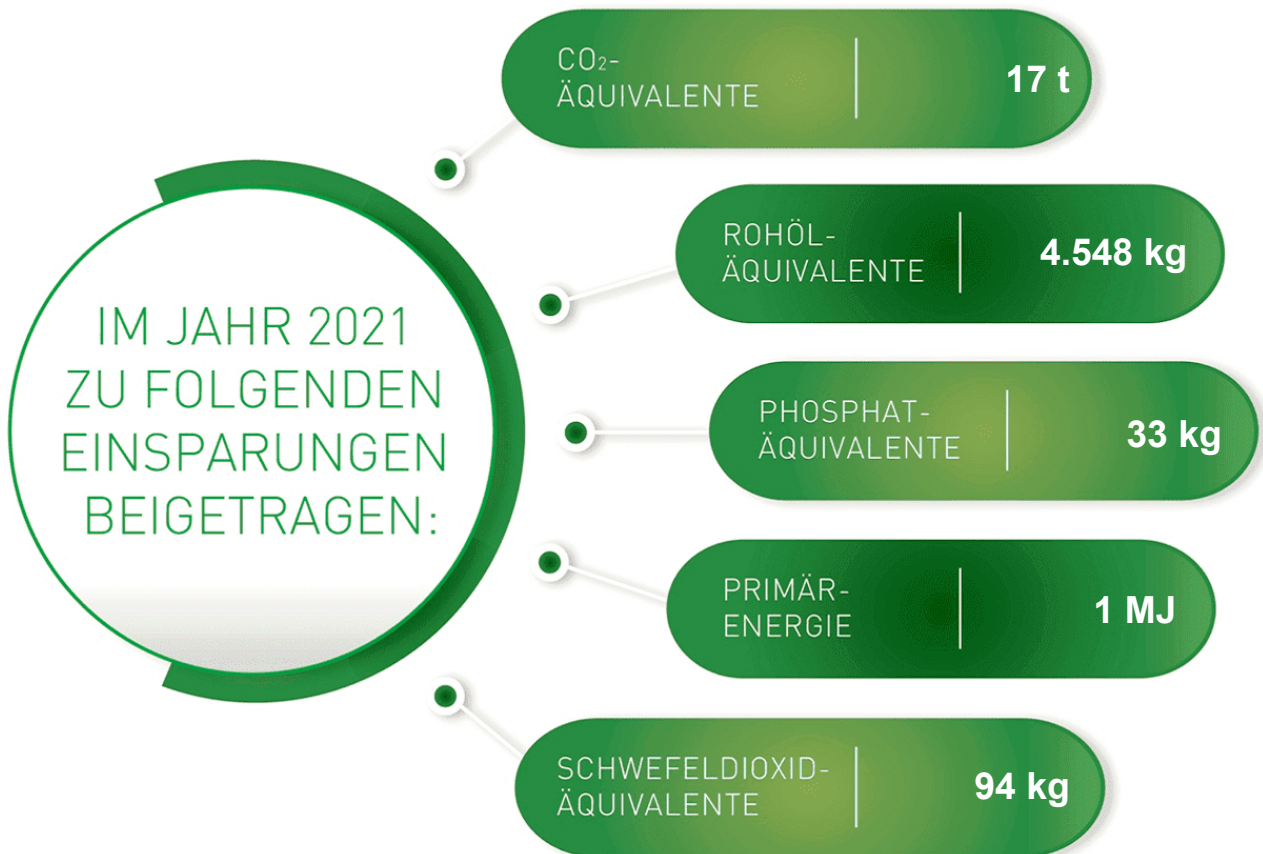 IM JAHR 2021
ZU FOLGENDEN
EINSPARUNGEN
BEIGETRAGEN:
CO₂-
ÄQUIVALENTE
17 t
ROHÖL-
ÄQUIVALENTE
4.548 kg
PHOSPHAT-
ÄQUIVALENTE
33 kg
PRIMÄR-
ENERGIE
1 MJ
SCHWEFELDIOXID-
ÄQUIVALENTE
94 kg